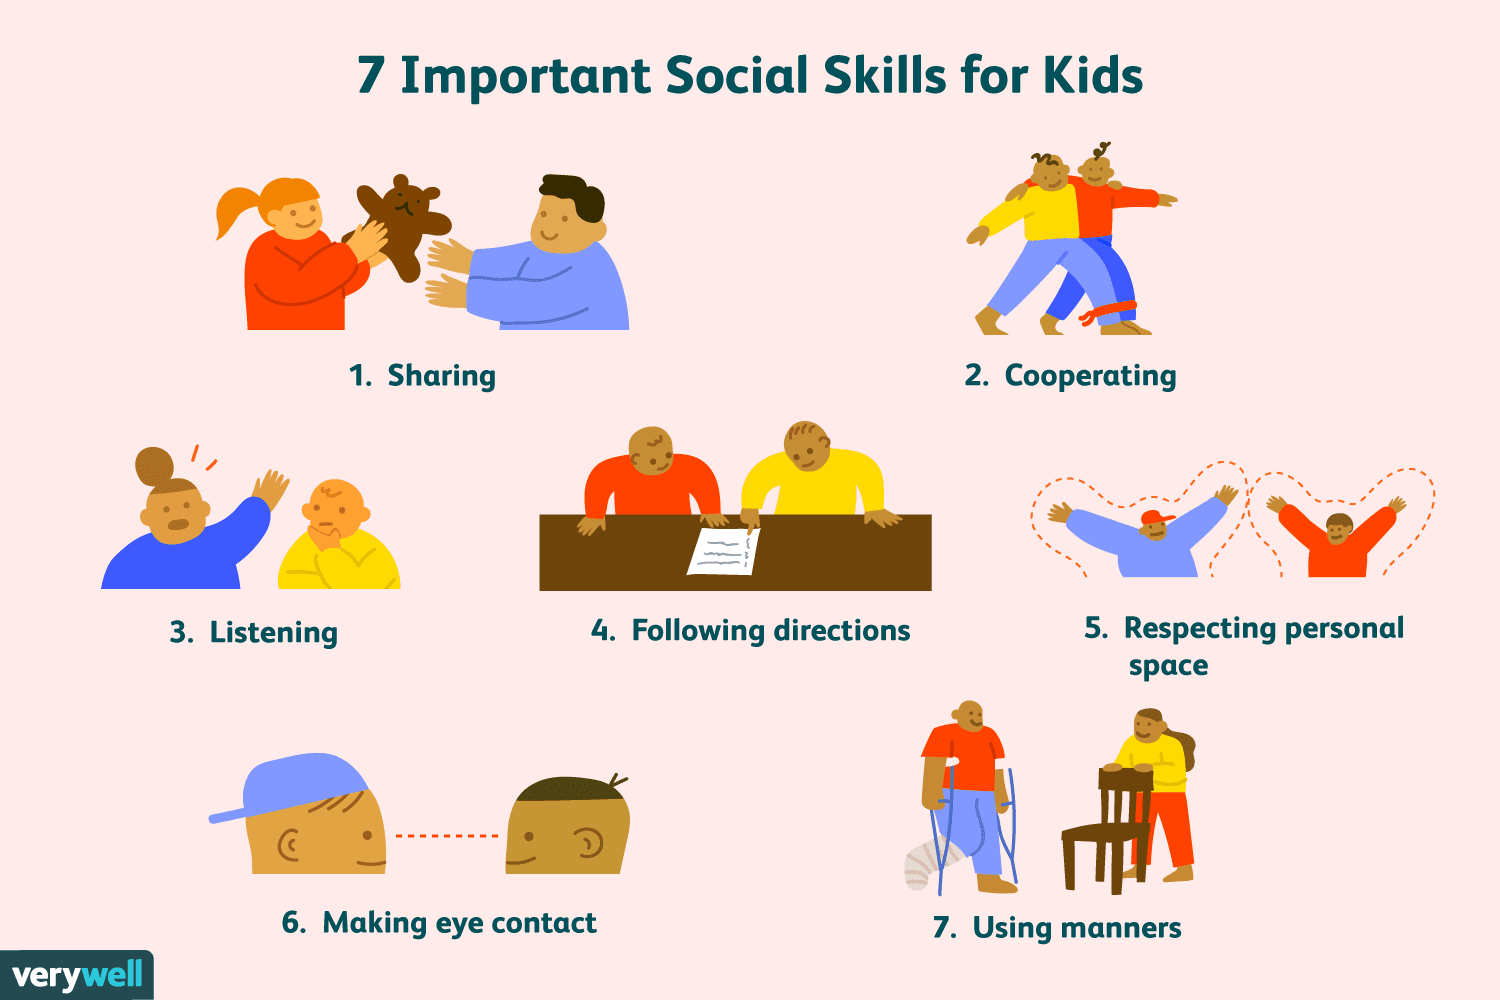 7 Important Social Skills for Kids
1. Sharing
2. Cooperating
3. Listening
4. Following directions
5. Respecting personal
space
6. Making eye contact
7. Using manners
verywell